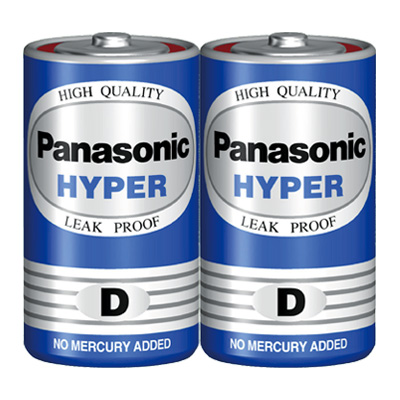 HIGH QUALITY
Panasonic
HYPER
LEAK PROOF
D
NO MERCURY ADDED
HIGH QUALITY
Panasonic
HYPER
LEAK PROOF
D
NO MERCURY ADDED